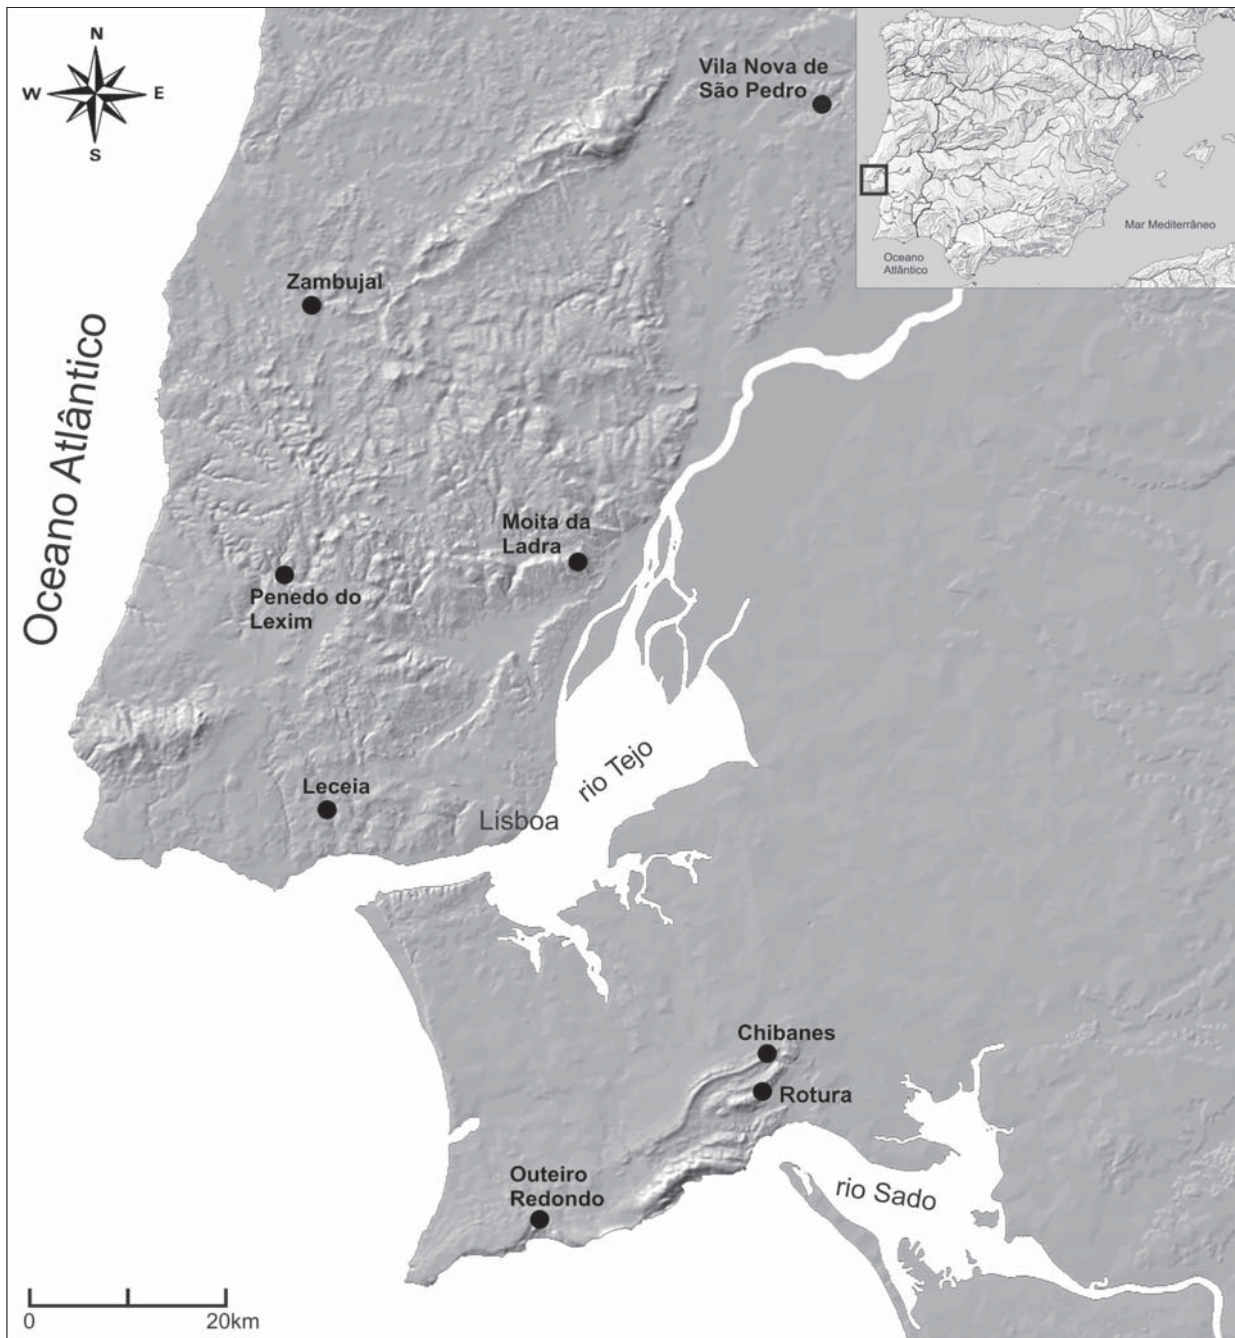 N
W
E
S
Vila Nova de
São Pedro
Mar Mediterrâneo
Oceano
Atlântico
Zambujal
Oceano Atlântico
Moita da
Ladra
Penedo do
Lexim
rio Tejo
Leceia
Lisboa
Chibanes
Rotura
Outeiro
Redondo
rio Sado
0
20km